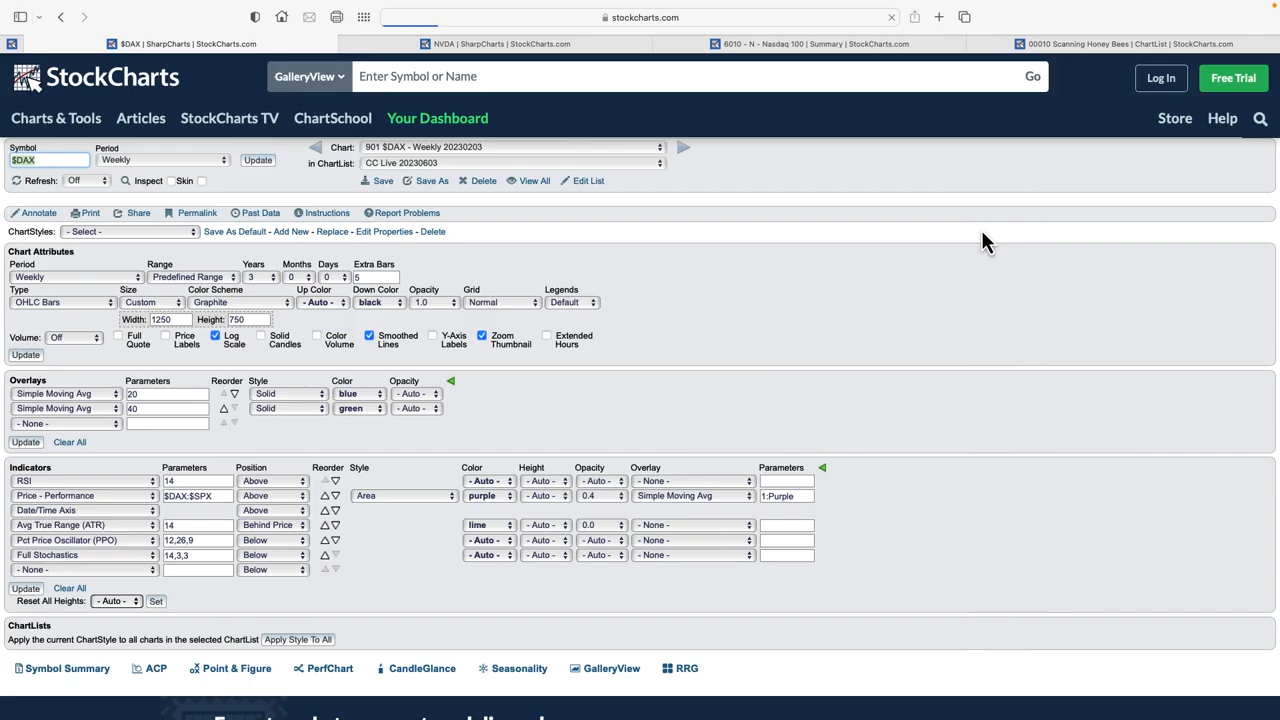 stockcharts.com
$DAX | SharpCharts | StockCharts.com
NVDA | SharpCharts | StockCharts.com
6010 - N - Nasdaq 100 | Summary | StockCharts.com
00010 Scanning Honey Bees | ChartList | StockCharts.com
StockCharts
GalleryView
Enter Symbol or Name
Go
Log In
Free Trial
Charts & Tools Articles StockCharts TV ChartSchool Your Dashboard Store Help
Symbol Period Chart: 901 $DAX - Weekly 20230203
$DAX Weekly Update in ChartList: CC Live 20230603
Refresh: Off Inspect Skin Save Save As Delete View All Edit List
Annotate Print Share Permalink Past Data Instructions Report Problems
ChartStyles: - Select - Save As Default - Add New - Replace - Edit Properties - Delete
Chart Attributes
Period Range Years Months Days Extra Bars
Weekly Predefined Range 3 0 0 5
Type Size Color Scheme Up Color Down Color Opacity Grid Legends
OHLC Bars Custom Graphite - Auto - black 1.0 Normal Default
Width: 1250 Height: 750
Volume: Off Full Quote Price Labels Log Scale Solid Candles Color Volume Smoothed Lines Y-Axis Labels Zoom Thumbnail Extended Hours
Update
Overlays Parameters Reorder Style Color Opacity
Simple Moving Avg 20 Solid blue - Auto -
Simple Moving Avg 40 Solid green - Auto -
- None -
Update Clear All
Indicators Parameters Position Reorder Style Color Height Opacity Overlay Parameters
RSI 14 Above - Auto - - Auto - - Auto - - None -
Price - Performance $DAX:$SPX Above Area purple - Auto - 0.4 Simple Moving Avg 1:Purple
Date/Time Axis Above
Avg True Range (ATR) 14 Behind Price lime - Auto - 0.0 - None -
Pct Price Oscillator (PPO) 12,26,9 Below - Auto - - Auto - - Auto - - None -
Full Stochastics 14,3,3 Below - Auto - - Auto - - Auto - - None -
- None - Below
Update Clear All
Reset All Heights: - Auto - Set
ChartLists
Apply the current ChartStyle to all charts in the selected ChartList Apply Style To All
Symbol Summary ACP Point & Figure PerfChart CandleGlance Seasonality GalleryView RRG